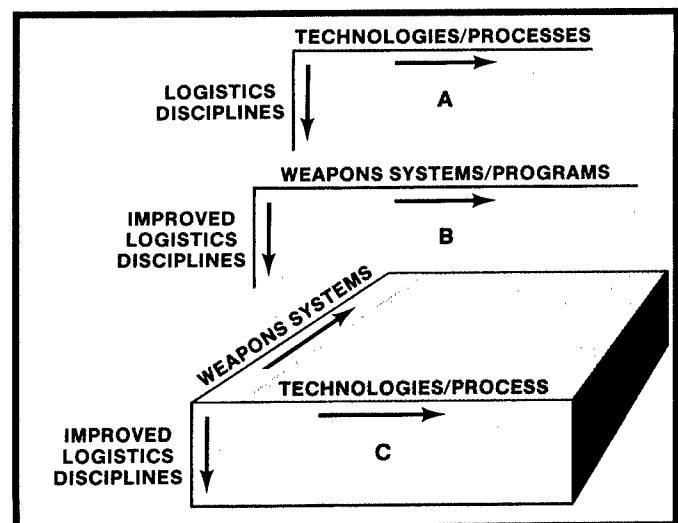 TECHNOLOGIES/PROCESSES
LOGISTICS
DISCIPLINES
A
WEAPONS SYSTEMS/PROGRAMS
IMPROVED
LOGISTICS
DISCIPLINES
B
WEAPONS SYSTEMS
TECHNOLOGIES/PROCESS
IMPROVED
LOGISTICS
DISCIPLINES
C